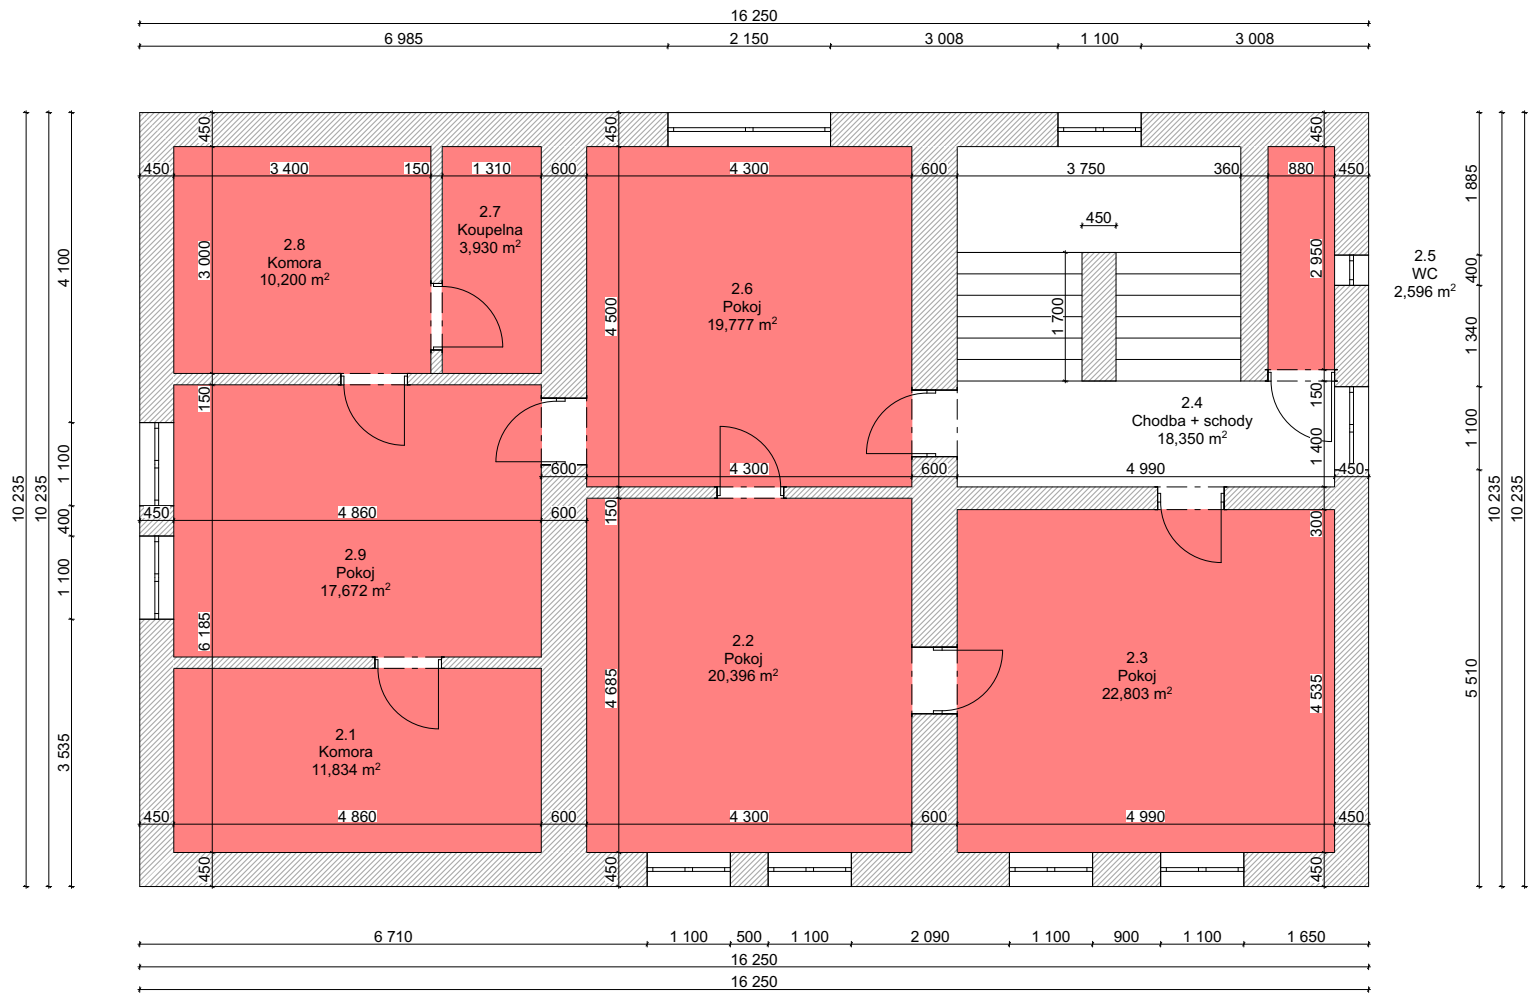 16 250
6 985 2 150 3 008 1 100 3 008
450 450 450
450 3 400 150 1 310 600 4 300 600 3 750 360 880 450
1 885
2.7
Koupelna
3,930 m²
450
2.8
Komora
10,200 m²
3 000
4 100
2 950
2.5
WC
2,596 m²
400
2.6
Pokoj
19,777 m²
4 500
1 700
1 340
150
150
2.4
Chodba + schody
18,350 m²
1 400
1 100
1 100
600 4 300 600 4 990 450
10 235
10 235
10 235
10 235
450 4 860 600
400
150
300
2.9
Pokoj
17,672 m²
1 100
6 185
2.2
Pokoj
20,396 m²
4 685
2.3
Pokoj
22,803 m²
4 535
5 510
2.1
Komora
11,834 m²
3 535
450 4 860 600 4 300 600 4 990 450
450 450 450
6 710 1 100 500 1 100 2 090 1 100 900 1 100 1 650
16 250
16 250